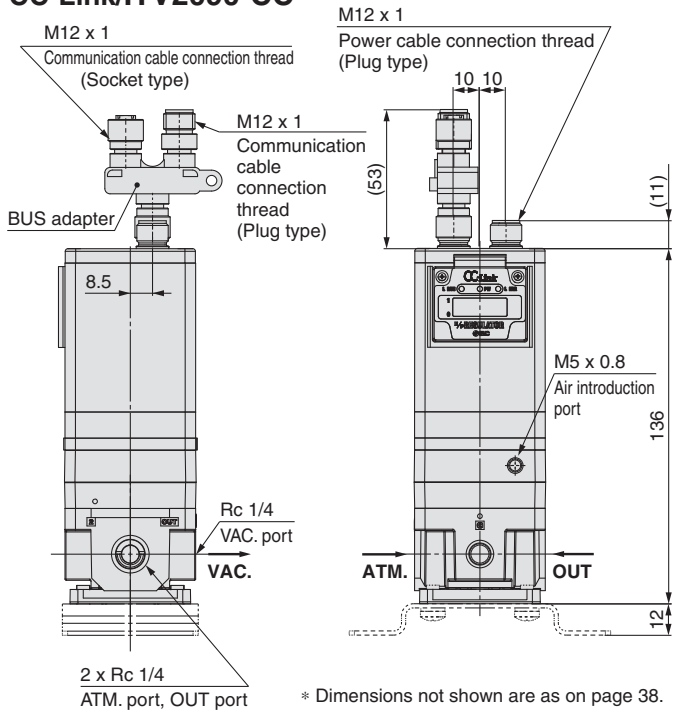 M12 x 1
Communication cable connection thread
(Socket type)
M12 x 1
Communication
cable
connection
thread
(Plug type)
BUS adapter
8.5
Rc 1/4
VAC. port
VAC.
2 x Rc 1/4
ATM. port, OUT port
OUT
M12 x 1
Power cable connection thread
(Plug type)
10 10
(53)
(11)
CC-Link
REGULATOR
SMC
M5 x 0.8
Air introduction
port
136
ATM.
OUT
12
* Dimensions not shown are as on page 38.